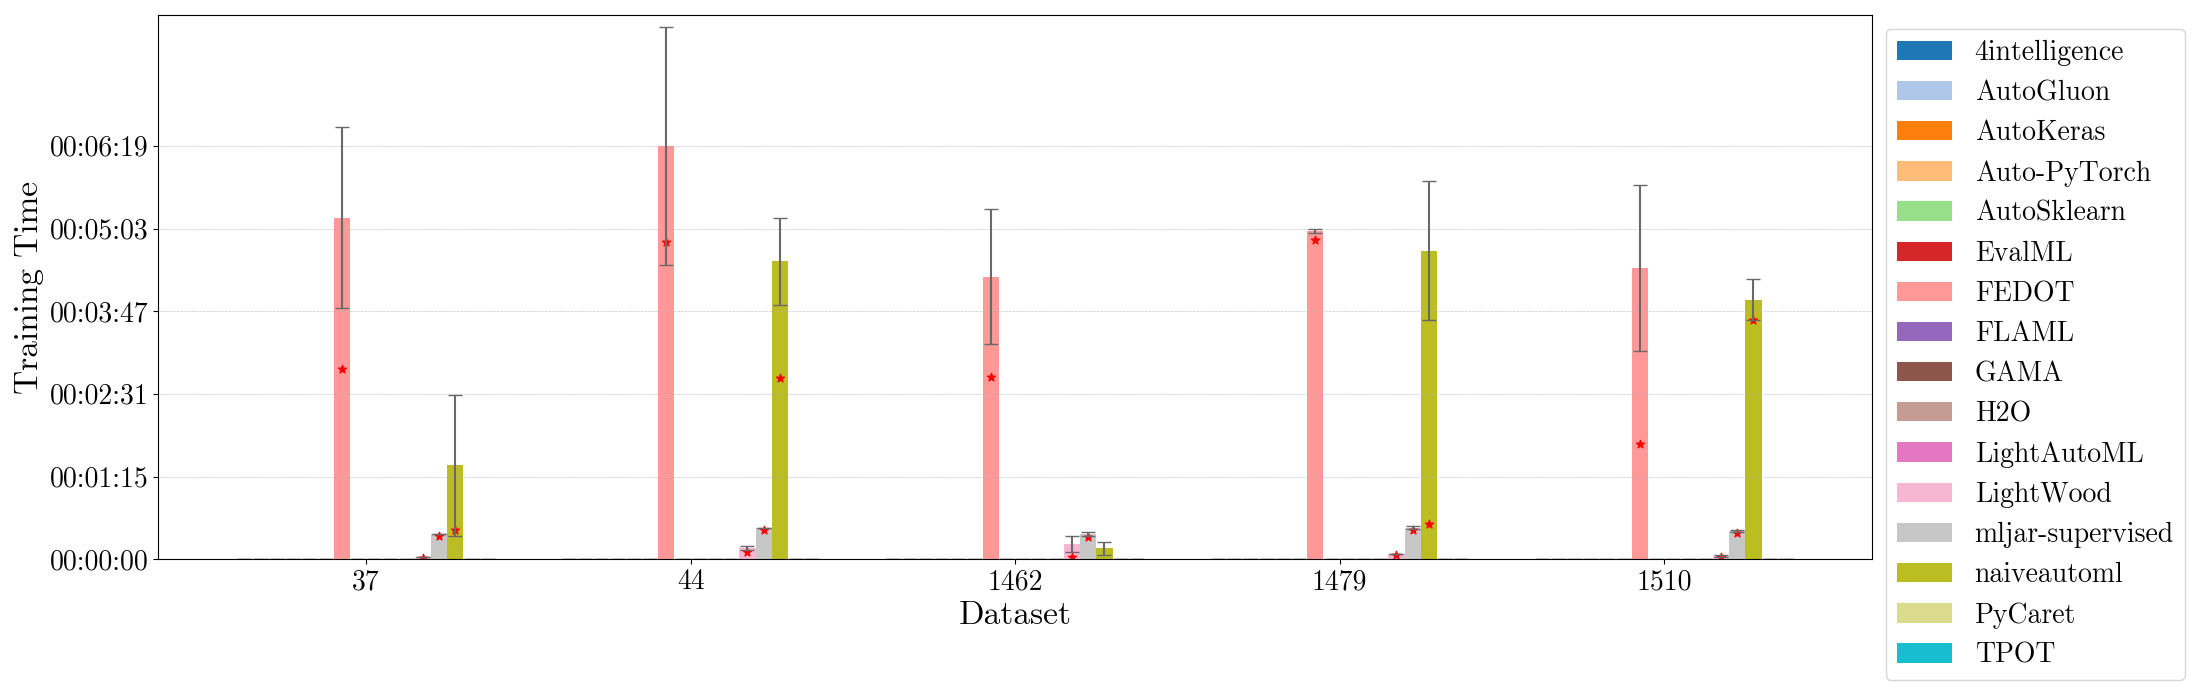 Training Time
00:06:19
00:05:03
00:03:47
00:02:31
00:01:15
00:00:00
37 44 1462 1479 1510
Dataset
4intelligence
AutoGluon
AutoKeras
Auto-PyTorch
AutoSklearn
EvalML
FEDOT
FLAML
GAMA
H2O
LightAutoML
LightWood
mljar-supervised
naiveautoml
PyCaret
TPOT